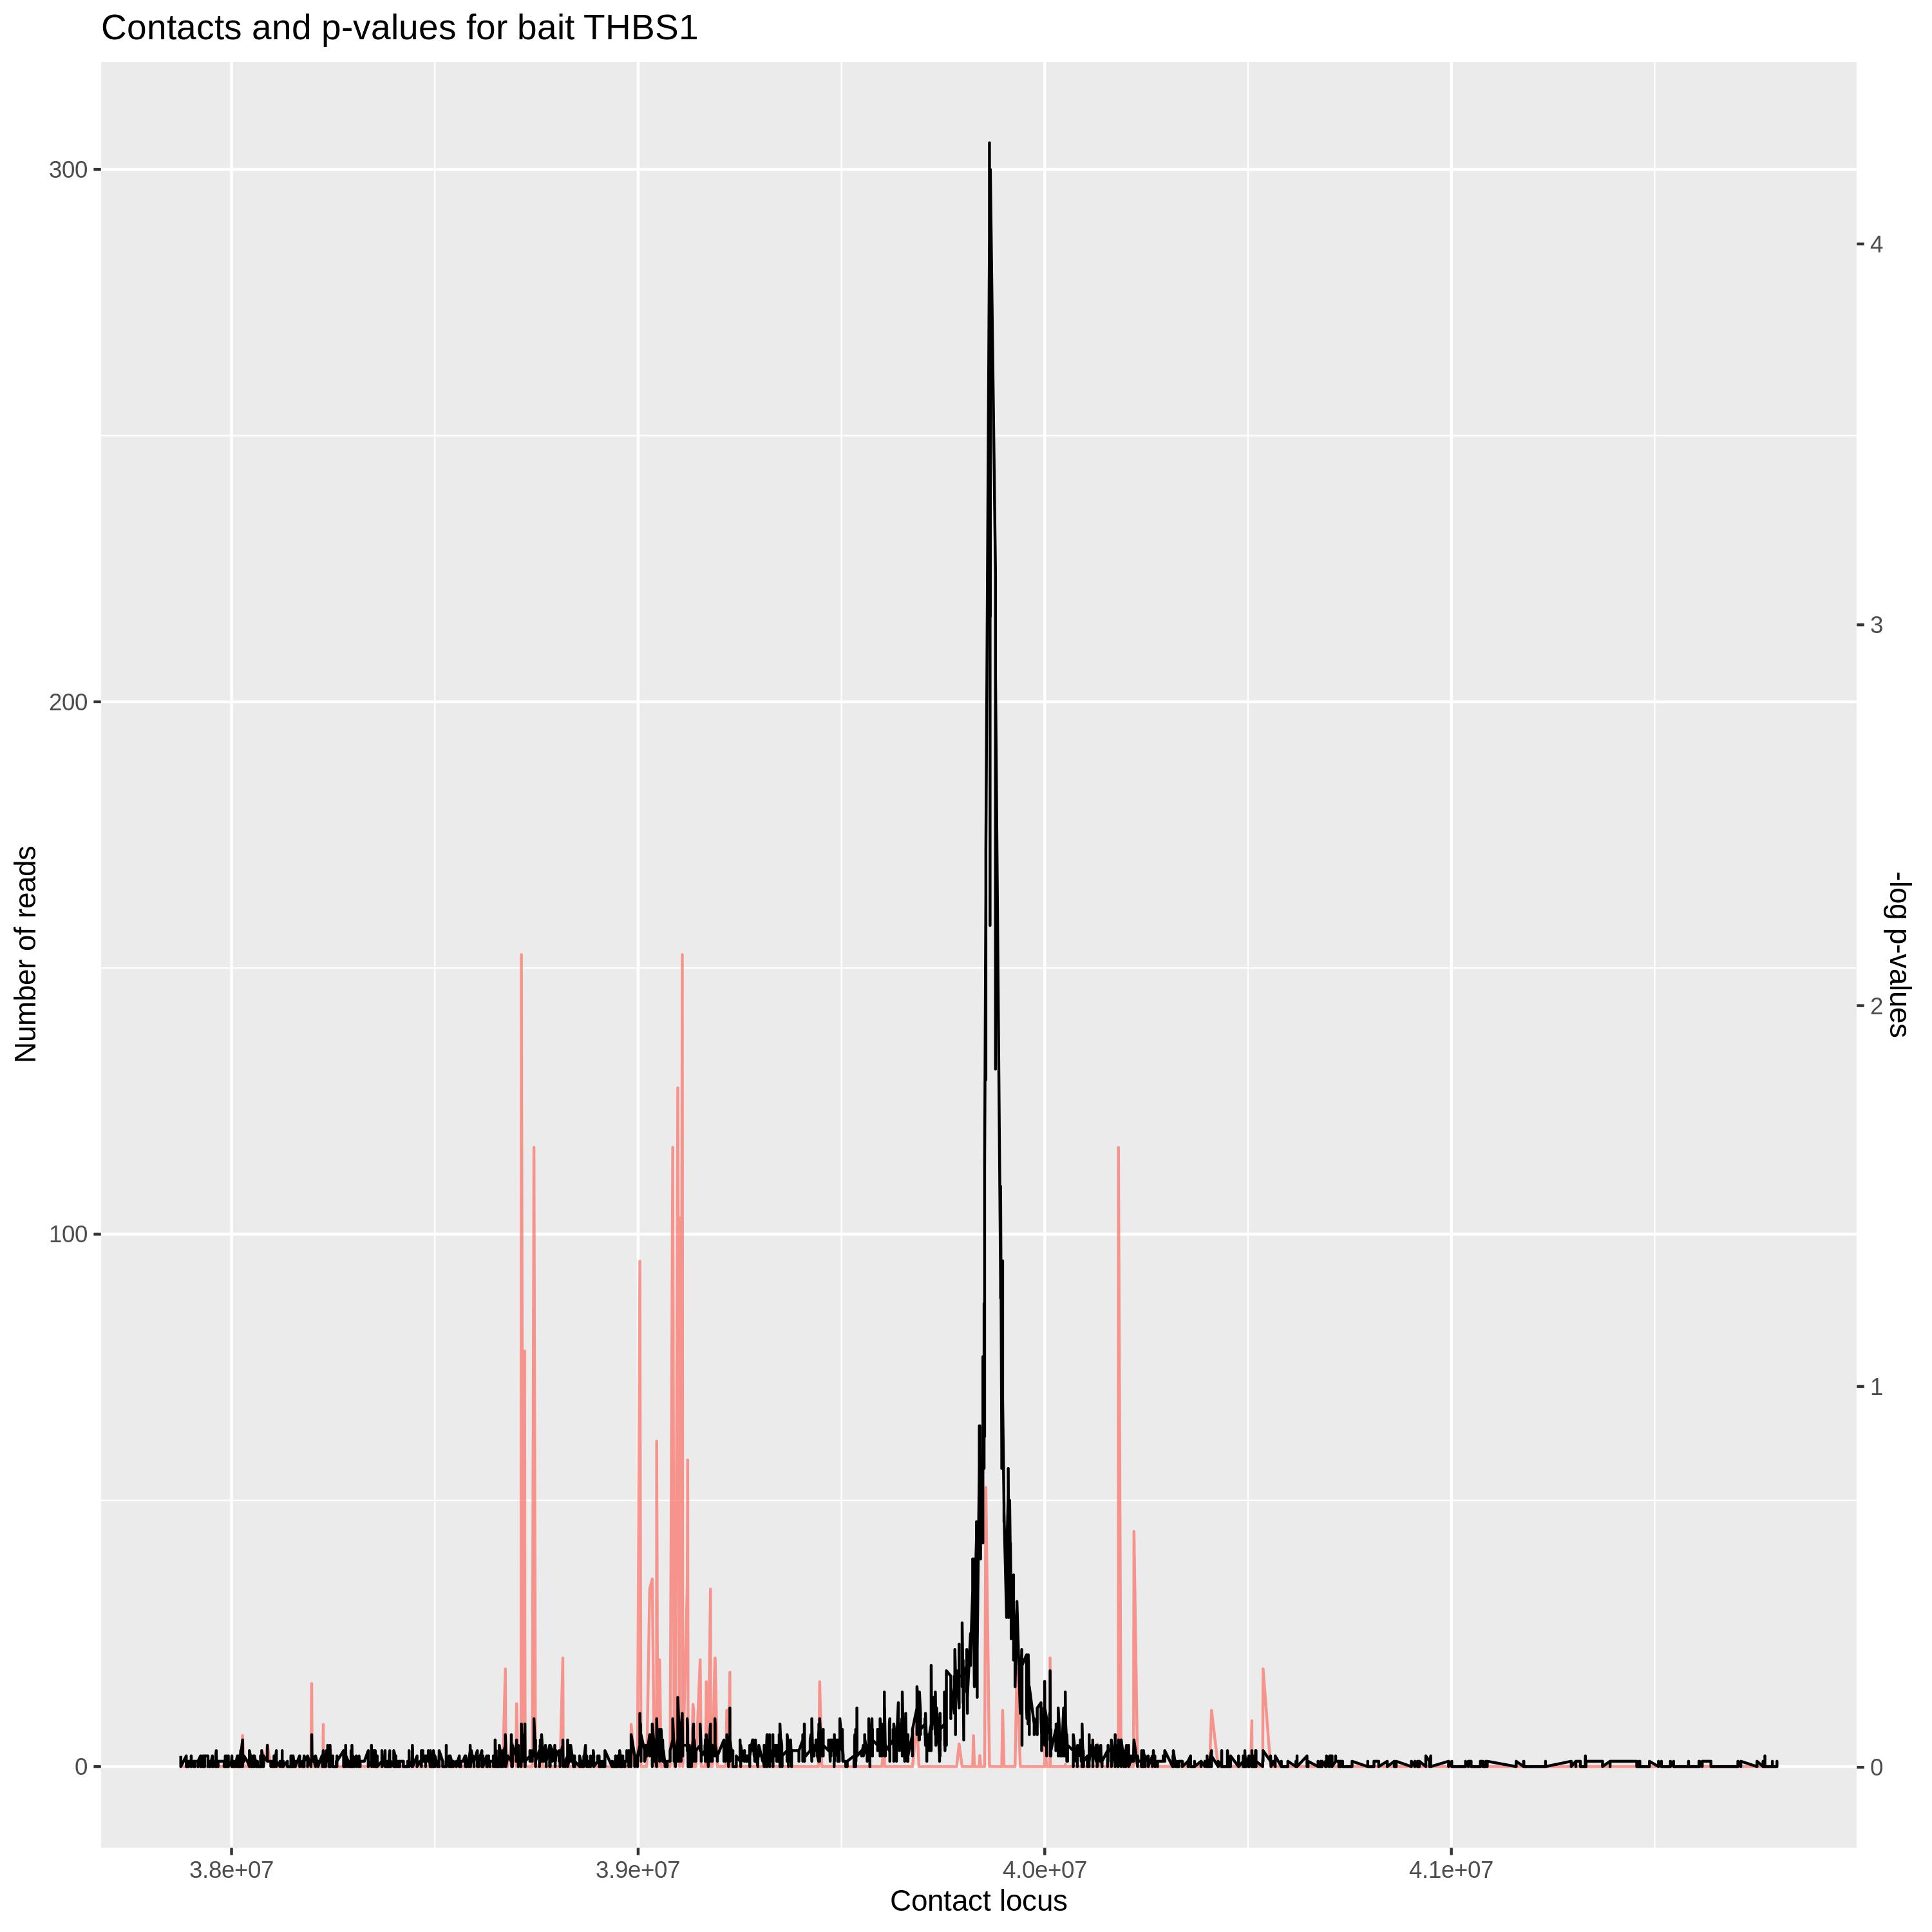 Contacts and p-values for bait THBS1
300
200
100
0
Number of reads
4
3
2
1
0
-log p-values
3.8e+07
3.9e+07
4.0e+07
4.1e+07
Contact locus